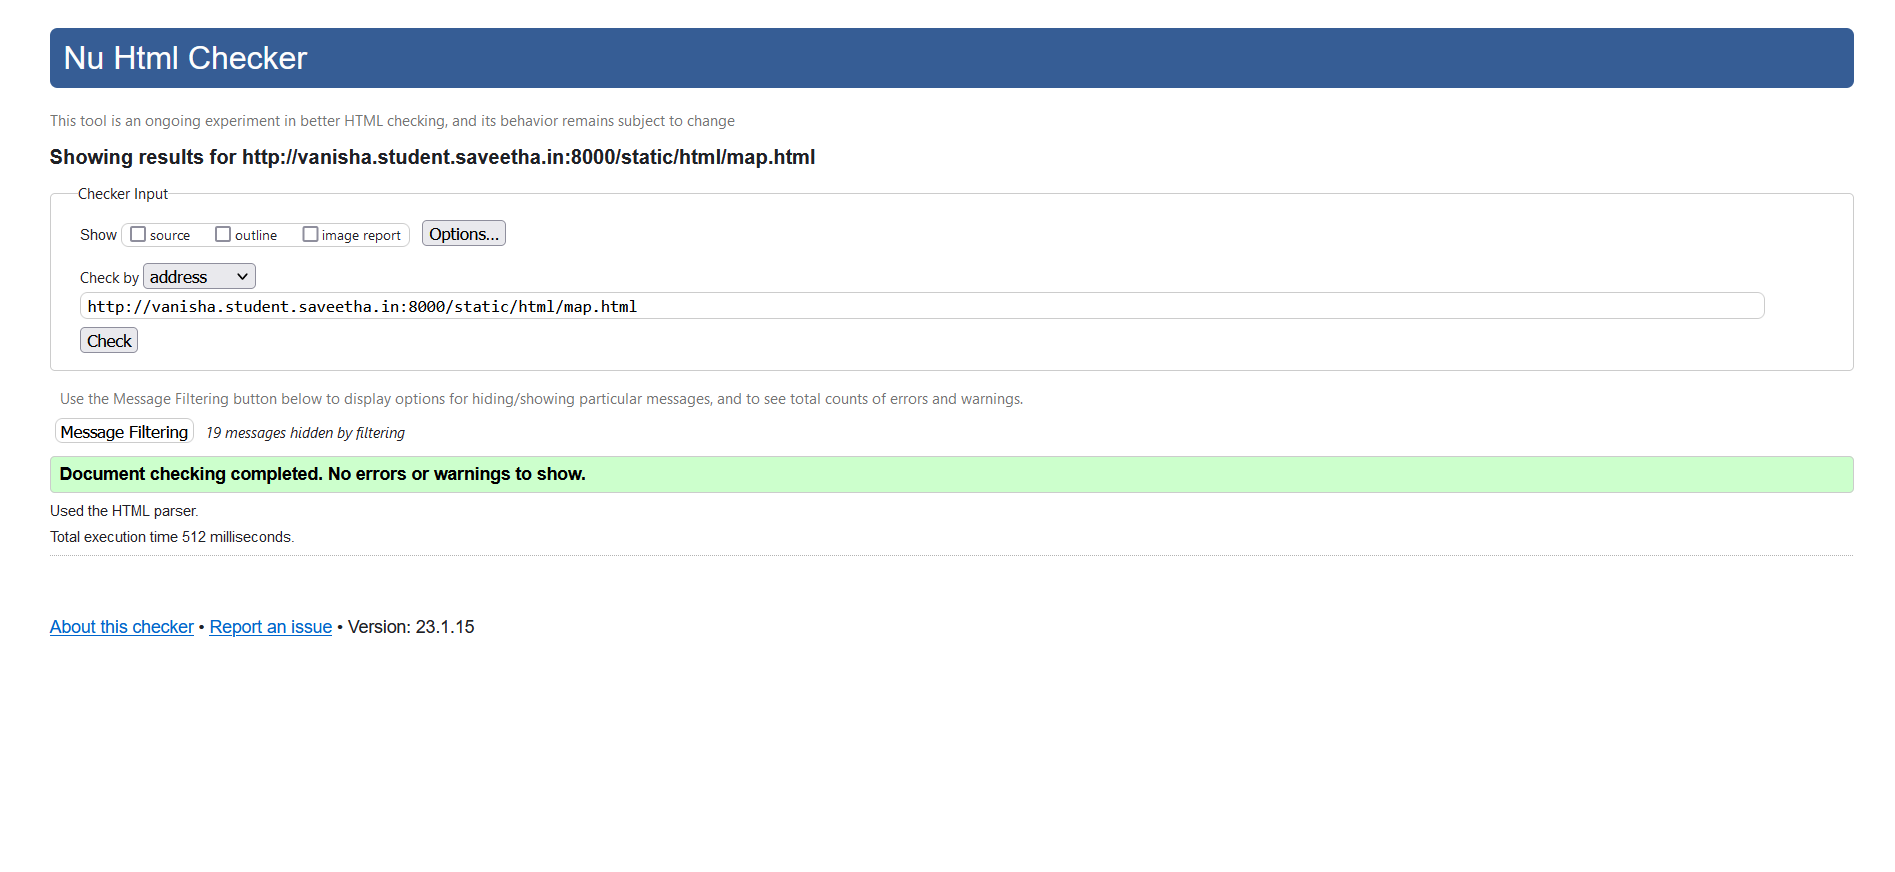 Nu Html Checker
This tool is an ongoing experiment in better HTML checking, and its behavior remains subject to change
Showing results for http://vanisha.student.saveetha.in:8000/static/html/map.html
Checker Input
Show source outline image report Options...
Check by address
http://vanisha.student.saveetha.in:8000/static/html/map.html
Check
Use the Message Filtering button below to display options for hiding/showing particular messages, and to see total counts of errors and warnings.
Message Filtering 19 messages hidden by filtering
Document checking completed. No errors or warnings to show.
Used the HTML parser.
Total execution time 512 milliseconds.
About this checker • Report an issue • Version: 23.1.15